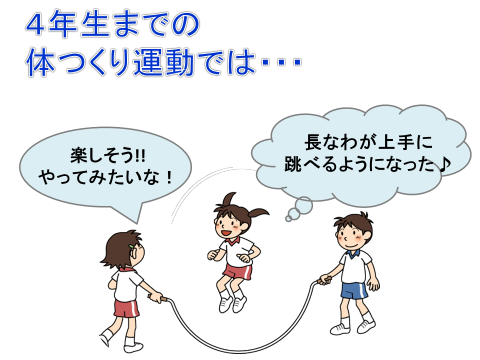 ４年生までの
体つくり運動では・・・
楽しそう!!
やってみたいな！
長なわが上手に
跳べるようになった♪